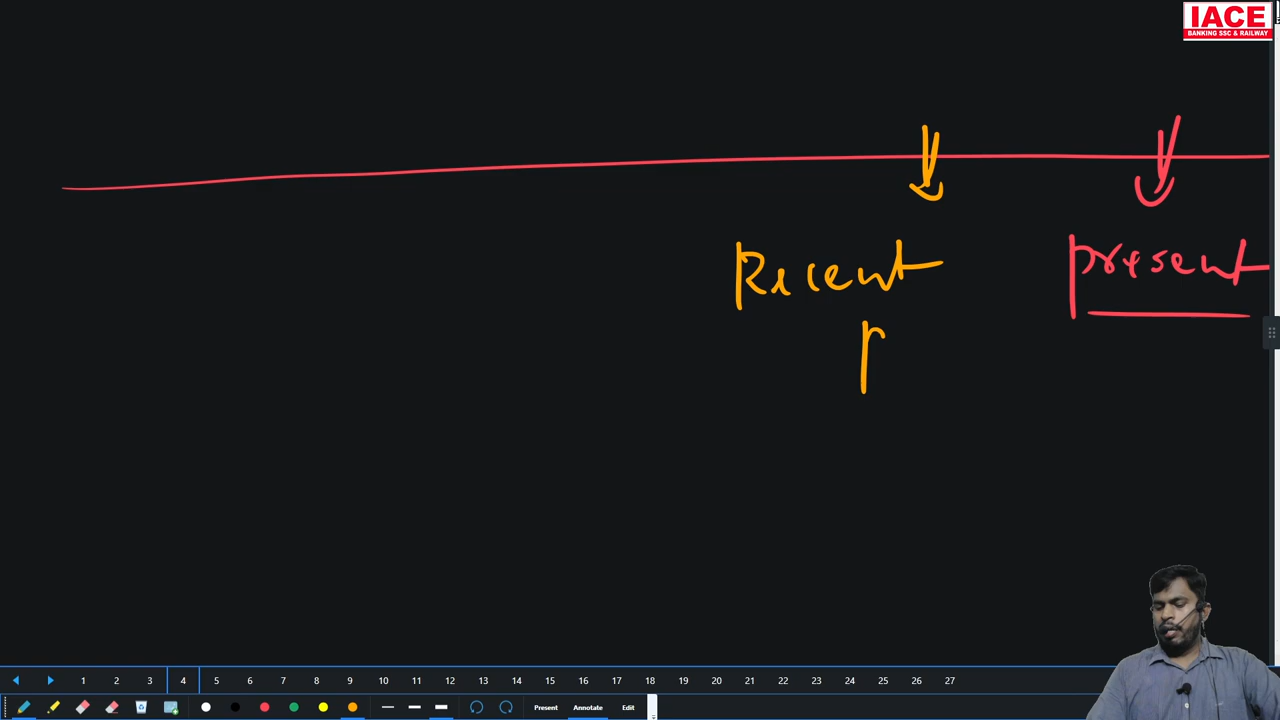 IACE
BANKING SSC & RAILWAY
Recent
present
P
1 2 3 4 5 6 7 8 9 10 11 12 13 14 15 16 17 18 19 20 21 22 23 24 25 26 27
Present Annotate Edit